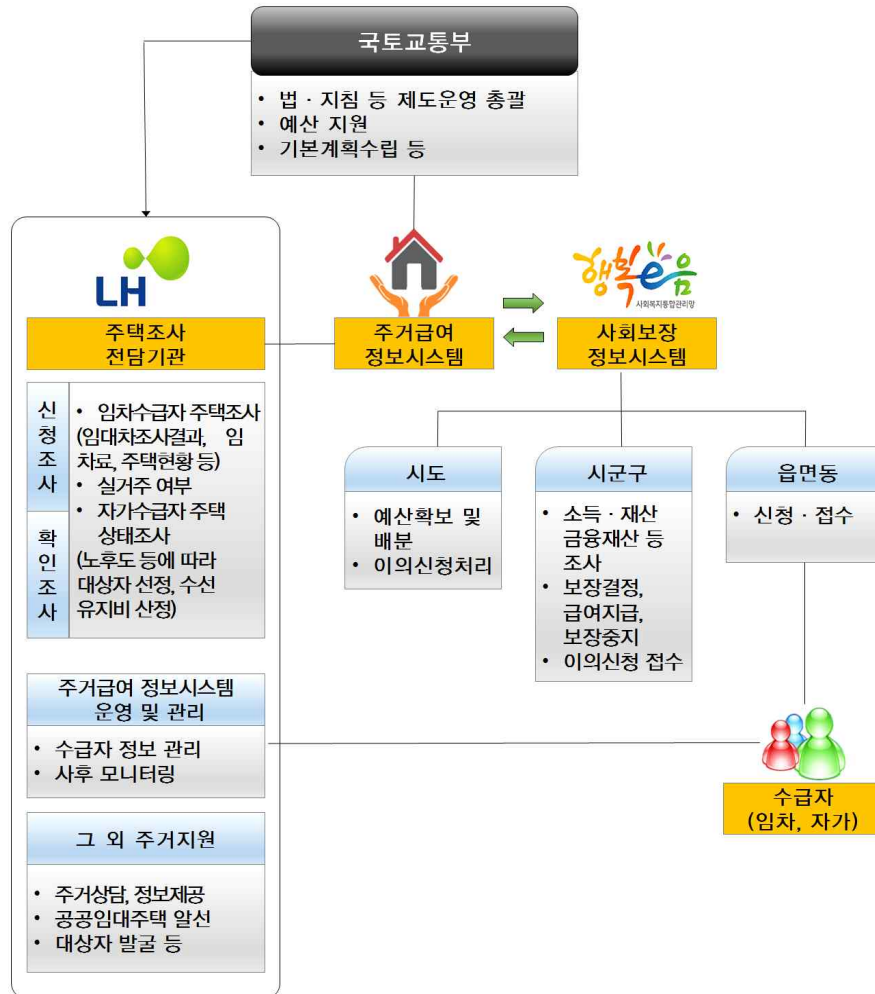 국토교통부
• 법 · 지침 등 제도운영 총괄
• 예산 지원
• 기본계획수립 등
LH
주택조사
전담기관
신청조사
• 임차수급자 주택조사
(임대차조사결과, 임
차료, 주택현황 등)
• 실거주 여부
확인조사
• 자가수급자 주택
상태조사
(노후도 등에 따라
대상자 선정, 수선
유지비 산정)
주거급여 정보시스템
운영 및 관리
• 수급자 정보 관리
• 사후 모니터링
그 외 주거지원
• 주거상담, 정보제공
• 공공임대주택 알선
• 대상자 발굴 등
주거급여
정보시스템
행복e음
사회복지통합관리망
사회보장
정보시스템
시도
• 예산확보 및
배분
• 이의신청처리
시군구
• 소득 · 재산
금융재산 등
조사
• 보장결정,
급여지급,
보장중지
• 이의신청 접수
읍면동
• 신청 · 접수
수급자
(임차, 자가)